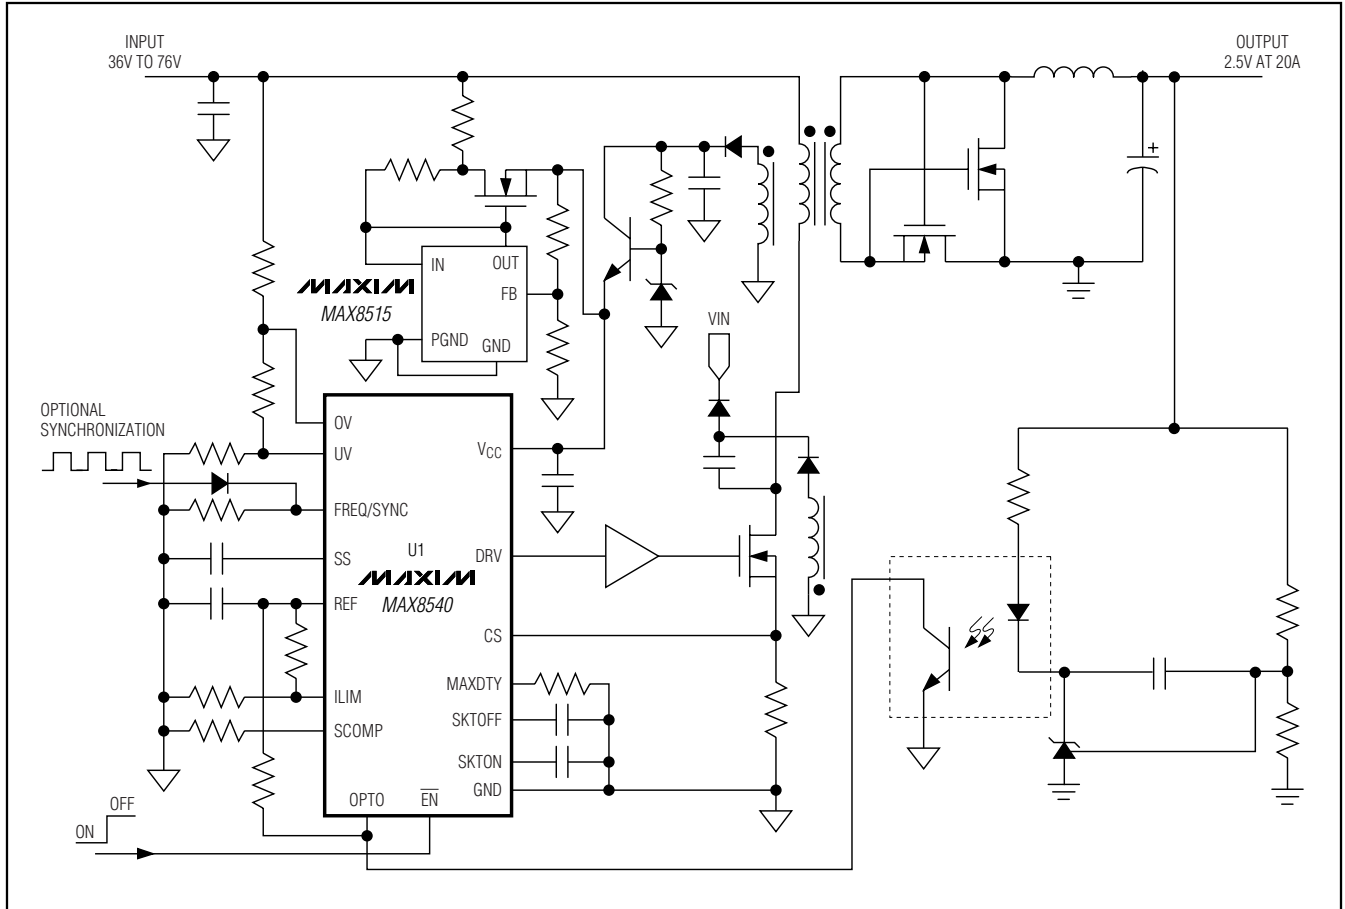 INPUT
36V TO 76V
OUTPUT
2.5V AT 20A
+
IN
OUT
MAXIM
MAX8515
FB
PGND
GND
VIN
OPTIONAL
SYNCHRONIZATION
OV
UV
VCC
FREQ/SYNC
SS
U1
MAXIM
MAX8540
DRV
REF
CS
ILIM
MAXDTY
SCOMP
SKTOFF
SKTON
GND
OPTO
EN
OFF
ON